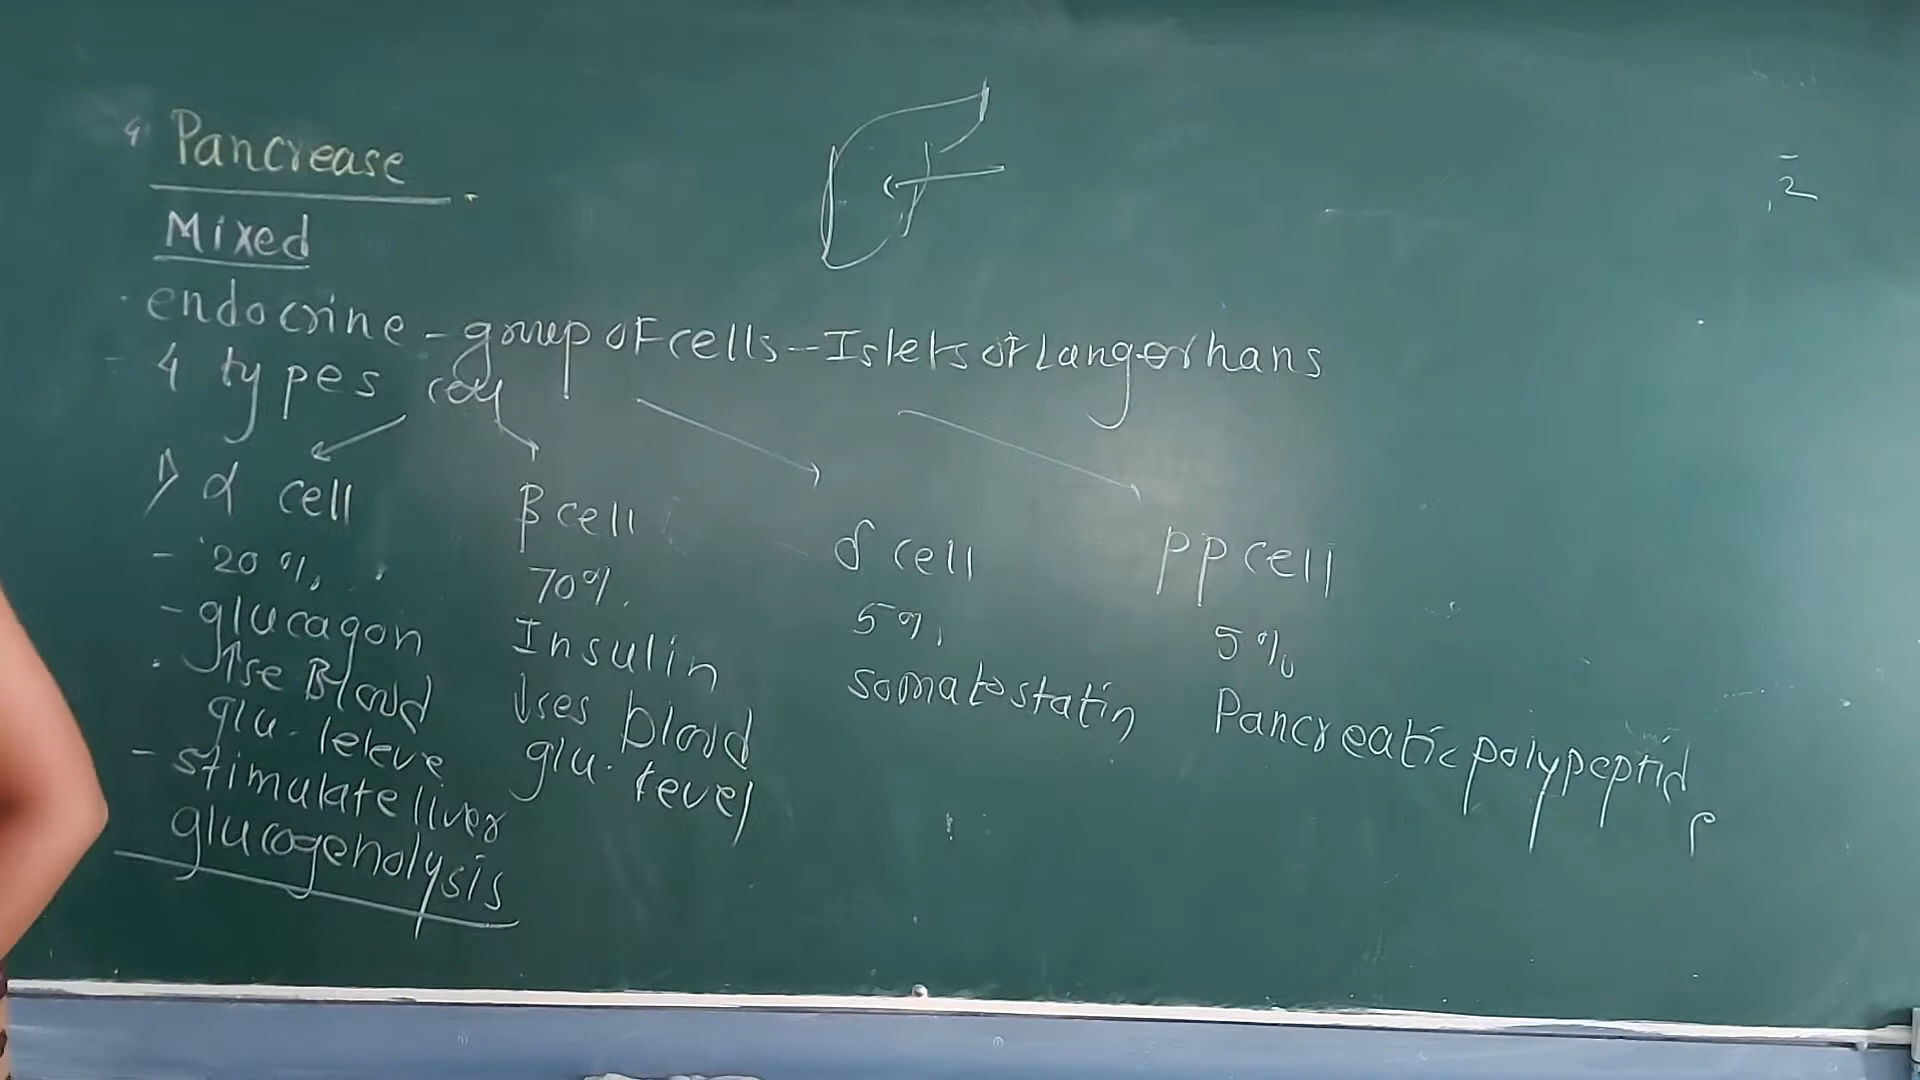 4 Pancrease
Mixed
endocrine - group of cells - Islets of Langerhans
- 4 types cell
1) α cell
- 20%.
- glucagon
. ↑se Blood
glu. leleve
- stimulate liver
glucogenolysis
β cell
70%.
Insulin
↓ses blood
glu. level
δ cell
5%.
somatostatin
PP cell
5%
Pancreatic polypeptid
e
2